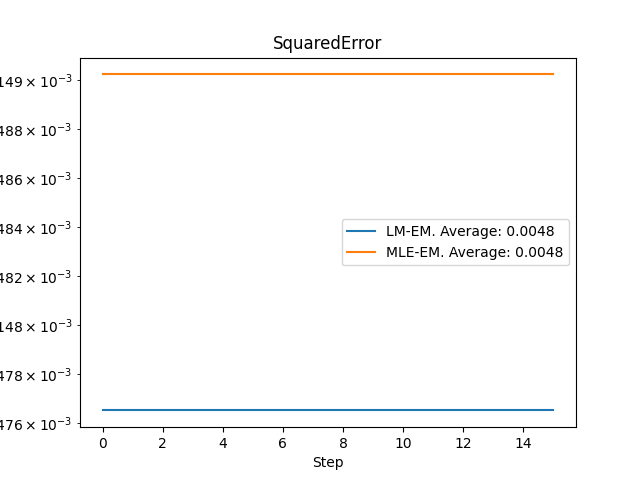 SquaredError
149 × 10⁻³
488 × 10⁻³
486 × 10⁻³
484 × 10⁻³
482 × 10⁻³
148 × 10⁻³
478 × 10⁻³
476 × 10⁻³
LM-EM. Average: 0.0048
MLE-EM. Average: 0.0048
0 2 4 6 8 10 12 14
Step